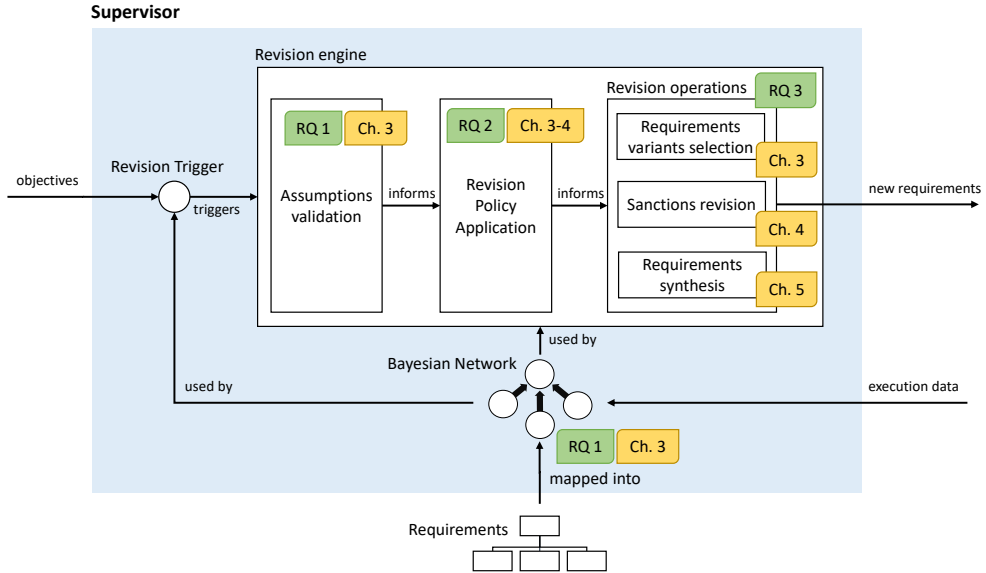 Supervisor
Revision engine
Revision operations
RQ 3
RQ 1
Ch. 3
RQ 2
Ch. 3-4
Requirements
variants selection
Ch. 3
Revision Trigger
objectives
triggers
Assumptions
validation
informs
Revision
Policy
Application
informs
Sanctions revision
Ch. 4
new requirements
Requirements
synthesis
Ch. 5
used by
Bayesian Network
used by
execution data
RQ 1
Ch. 3
mapped into
Requirements